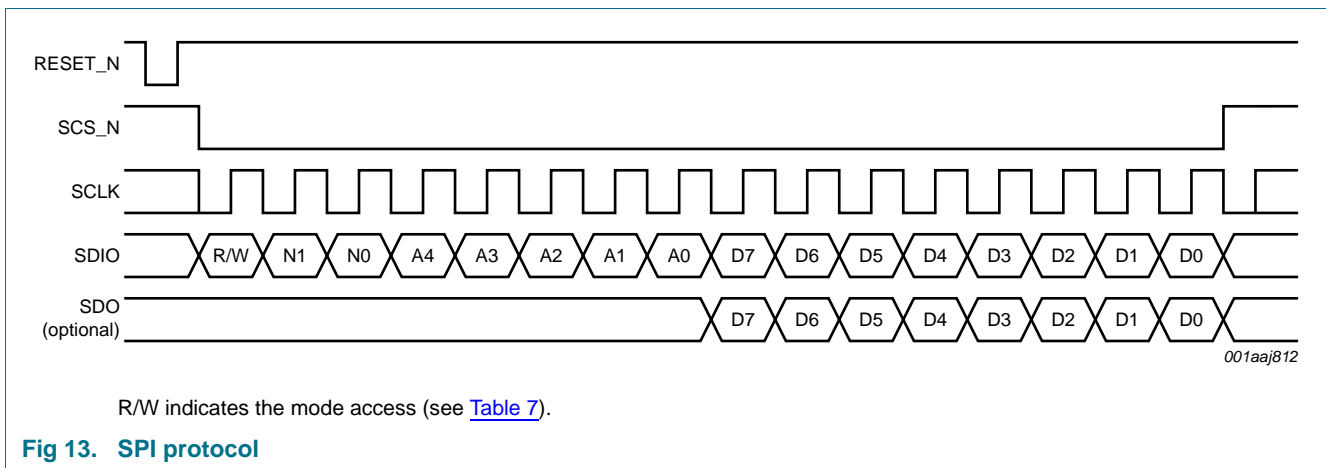 RESET_N
SCS_N
SCLK
SDIO R/W N1 N0 A4 A3 A2 A1 A0 D7 D6 D5 D4 D3 D2 D1 D0
SDO
(optional) D7 D6 D5 D4 D3 D2 D1 D0
001aaj812
R/W indicates the mode access (see Table 7).
Fig 13. SPI protocol